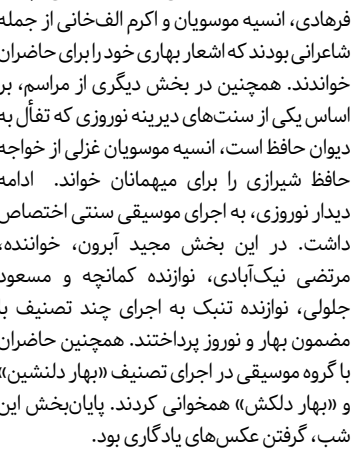 فرهادی، انسیه موسویان و اکرم الف‌خانی از جمله
شاعرانی بودند که اشعار بهاری خود را برای حاضران
خواندند. همچنین در بخش دیگری از مراسم، بر
اساس یکی از سنت‌های دیرینه نوروزی که تفأل به
دیوان حافظ است، انسیه موسویان غزلی از خواجه
حافظ شیرازی را برای میهمانان خواند. ادامه
دیدار نوروزی، به اجرای موسیقی سنتی اختصاص
داشت. در این بخش مجید آبرون، خواننده،
مرتضی نیک‌آبادی، نوازنده کمانچه و مسعود
جلولی، نوازنده تنبک به اجرای چند تصنیف با
مضمون بهار و نوروز پرداختند. همچنین حاضران
با گروه موسیقی در اجرای تصنیف «بهار دلنشین»
و «بهار دلکش» همخوانی کردند. پایان‌بخش این
شب، گرفتن عکس‌های یادگاری بود.